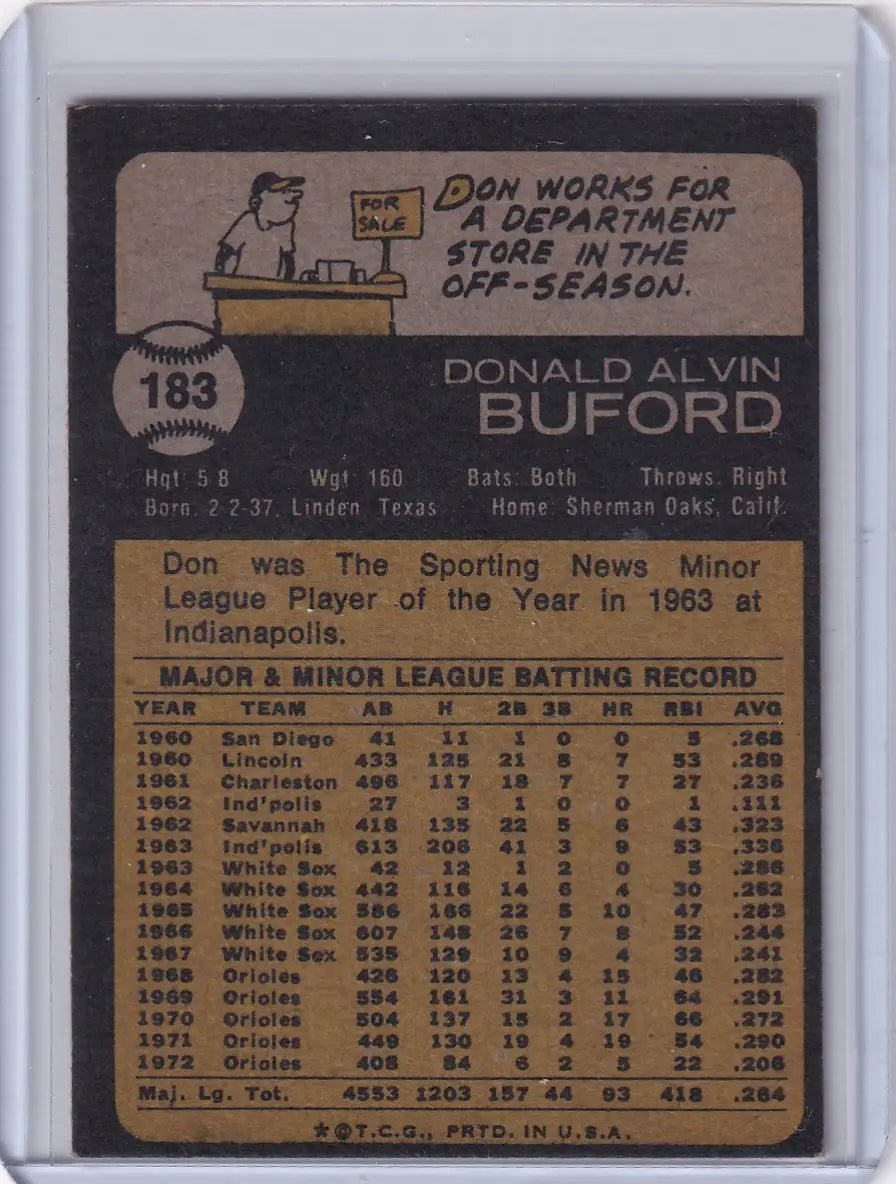 FOR SALE
DON WORKS FOR
A DEPARTMENT
STORE IN THE
OFF-SEASON.
183
DONALD ALVIN
BUFORD
Hgt: 5 8 Wgt: 160 Bats: Both Throws: Right
Born: 2-2-37, Linden, Texas Home: Sherman Oaks, Calif.
Don was The Sporting News Minor
League Player of the Year in 1963 at
Indianapolis.
MAJOR & MINOR LEAGUE BATTING RECORD
YEAR TEAM AB H 2B 3B HR RBI AVG
1960 San Diego 41 11 1 0 0 5 .268
1960 Lincoln 433 125 21 5 7 53 .289
1961 Charleston 496 117 18 7 7 27 .236
1962 Ind'polis 27 3 1 0 0 1 .111
1962 Savannah 418 135 22 5 6 43 .323
1963 Ind'polis 613 206 41 3 9 53 .336
1963 White Sox 42 12 1 2 0 5 .286
1964 White Sox 442 116 14 6 4 30 .262
1965 White Sox 586 166 22 5 10 47 .283
1966 White Sox 607 148 26 7 8 52 .244
1967 White Sox 535 129 10 9 4 32 .241
1968 Orioles 426 120 13 4 15 46 .282
1969 Orioles 554 161 31 3 11 64 .291
1970 Orioles 504 137 15 2 17 66 .272
1971 Orioles 449 130 19 4 19 54 .290
1972 Orioles 408 84 6 2 5 22 .206
Maj. Lg. Tot. 4553 1203 157 44 93 418 .264
★©T.C.G., PRTD. IN U.S.A.